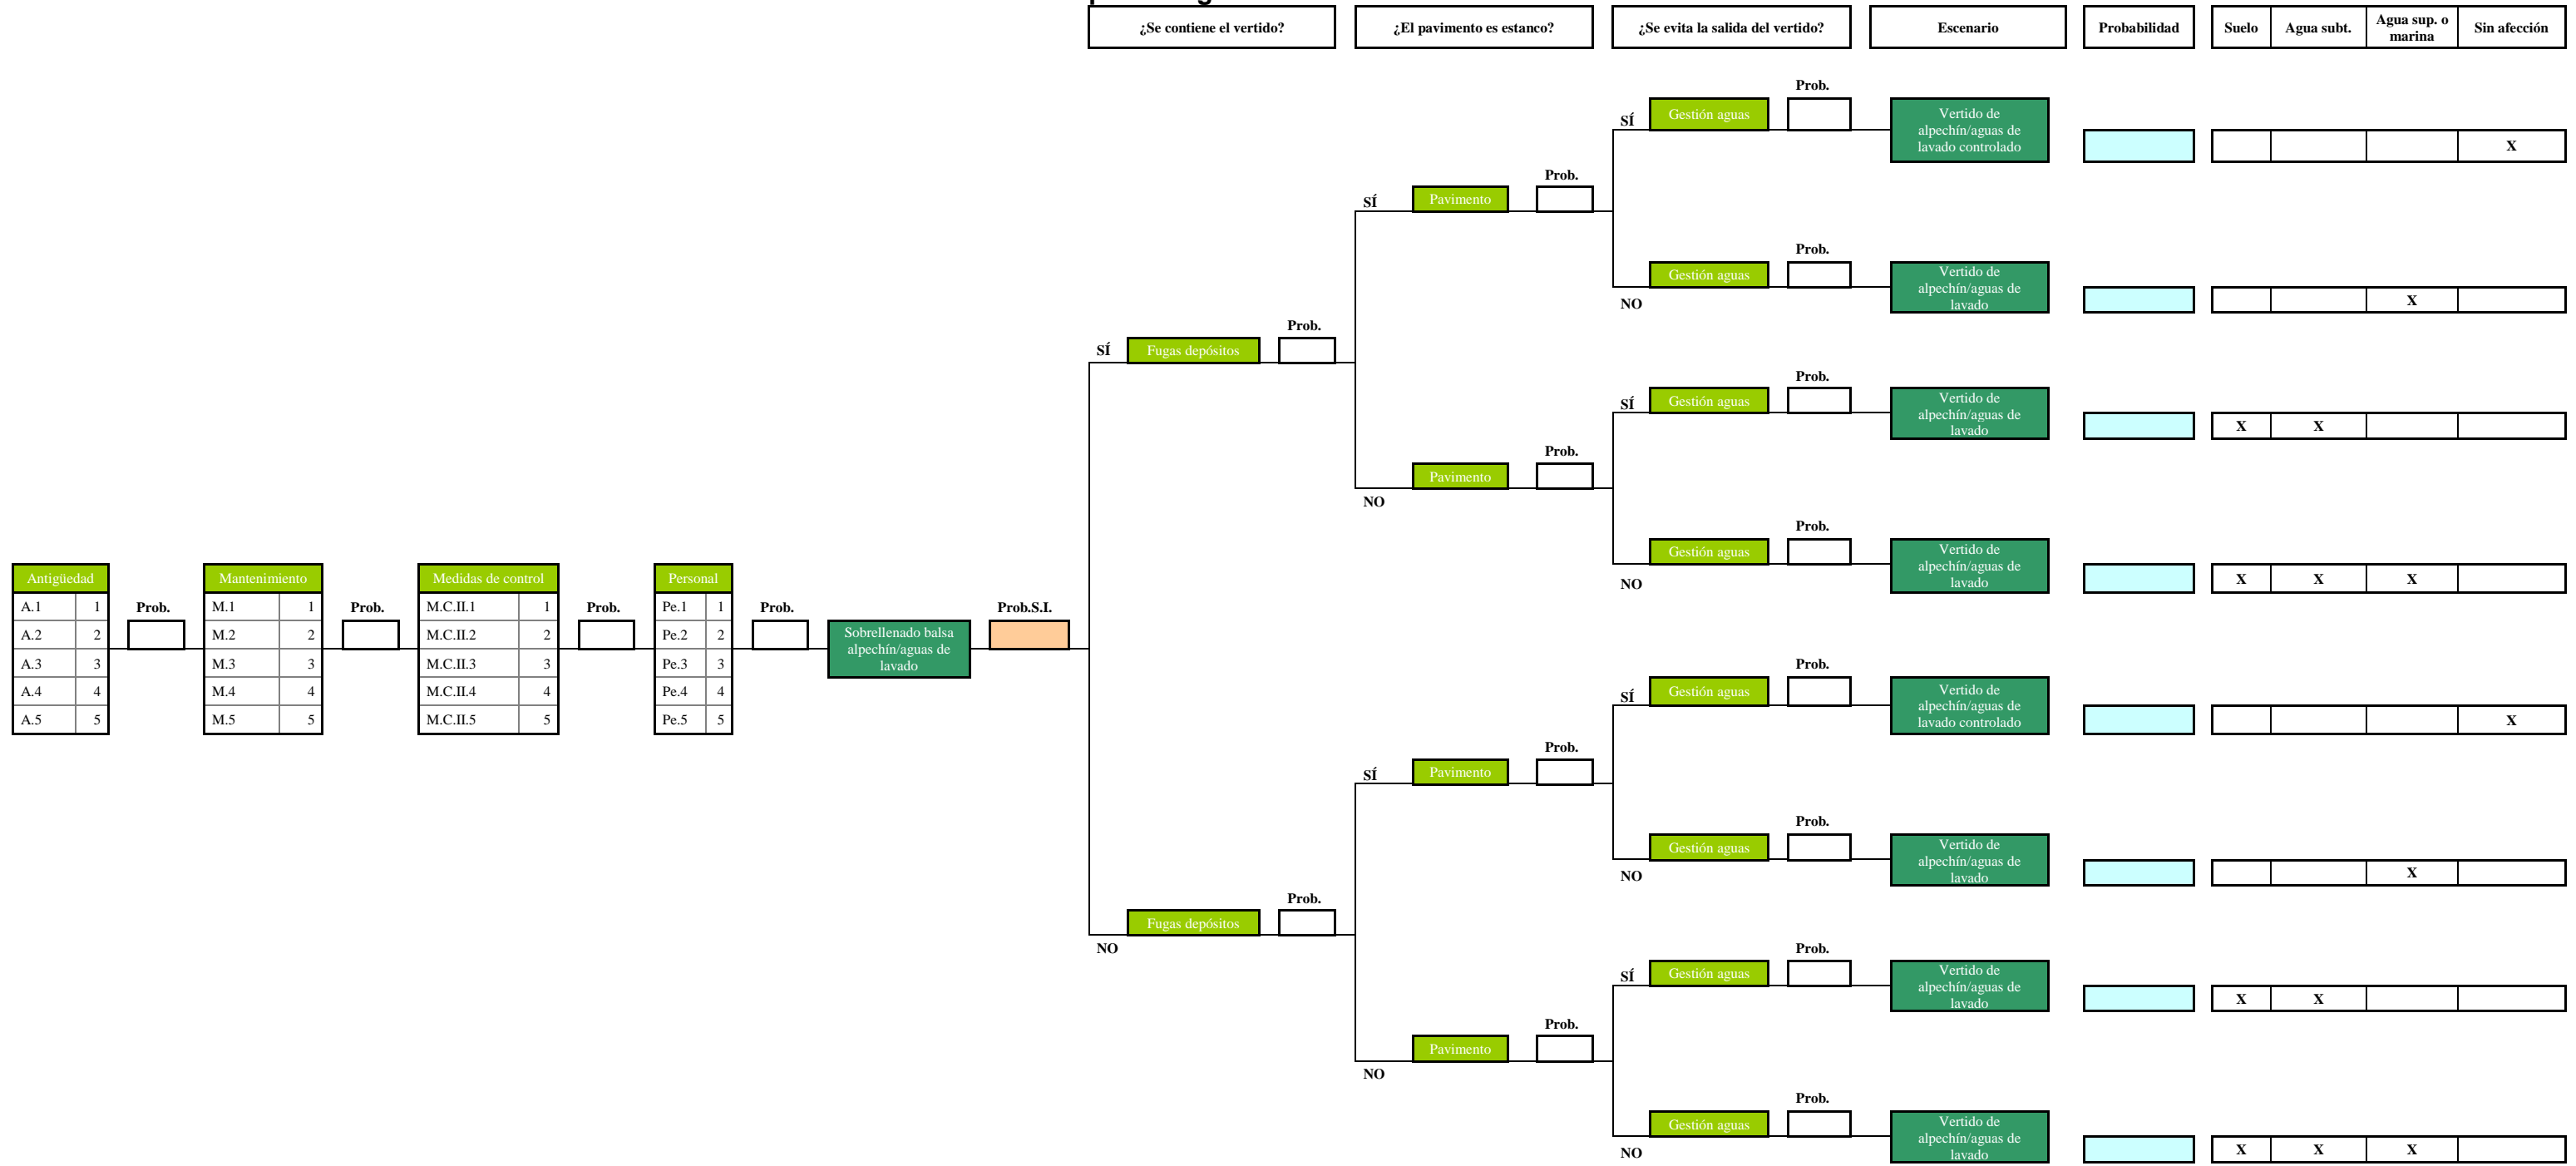 ¿Se contiene el vertido?
¿El pavimento es estanco?
¿Se evita la salida del vertido?
Escenario
Probabilidad
Suelo
Agua subt.
Agua sup. o
marina
Sin afección
Prob.
SÍ
Gestión aguas
Vertido de
alpechín/aguas de
lavado controlado
X
Prob.
SÍ
Pavimento
Prob.
Gestión aguas
NO
Vertido de
alpechín/aguas de
lavado
X
Prob.
SÍ
Fugas depósitos
Prob.
SÍ
Gestión aguas
Vertido de
alpechín/aguas de
lavado
X X
Prob.
Pavimento
NO
Prob.
Gestión aguas
NO
Vertido de
alpechín/aguas de
lavado
X X X
Antigüedad
A.1 1
A.2 2
A.3 3
A.4 4
A.5 5
Prob.
Mantenimiento
M.1 1
M.2 2
M.3 3
M.4 4
M.5 5
Prob.
Medidas de control
M.C.II.1 1
M.C.II.2 2
M.C.II.3 3
M.C.II.4 4
M.C.II.5 5
Prob.
Personal
Pe.1 1
Pe.2 2
Pe.3 3
Pe.4 4
Pe.5 5
Prob.
Sobrellenado balsa
alpechín/aguas de
lavado
Prob.S.I.
Prob.
SÍ
Gestión aguas
Vertido de
alpechín/aguas de
lavado controlado
X
Prob.
SÍ
Pavimento
Prob.
Gestión aguas
NO
Vertido de
alpechín/aguas de
lavado
X
Prob.
Fugas depósitos
NO
Prob.
SÍ
Gestión aguas
Vertido de
alpechín/aguas de
lavado
X X
Prob.
Pavimento
NO
Prob.
Gestión aguas
NO
Vertido de
alpechín/aguas de
lavado
X X X